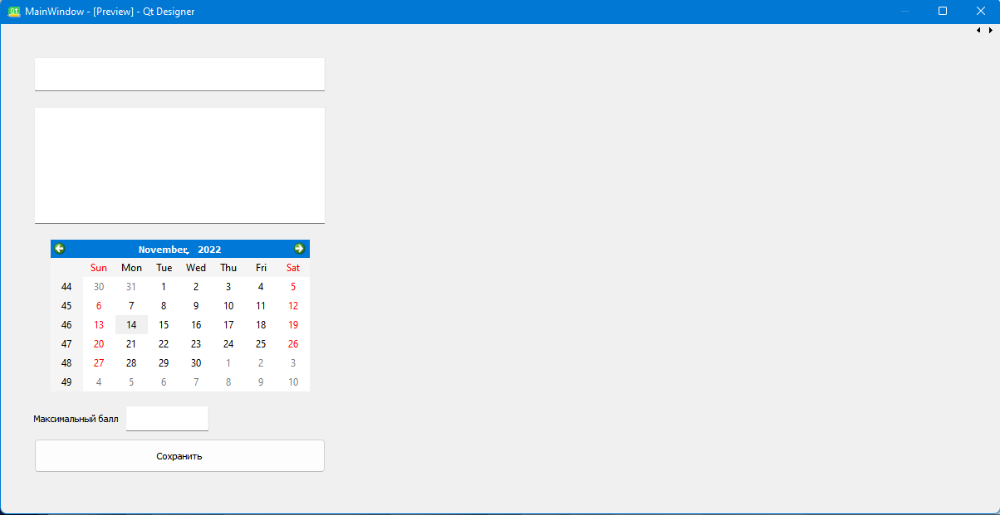 MainWindow - [Preview] - Qt Designer
November, 2022
Sun Mon Tue Wed Thu Fri Sat
44 30 31 1 2 3 4 5
45 6 7 8 9 10 11 12
46 13 14 15 16 17 18 19
47 20 21 22 23 24 25 26
48 27 28 29 30 1 2 3
49 4 5 6 7 8 9 10
Максимальный балл
Сохранить